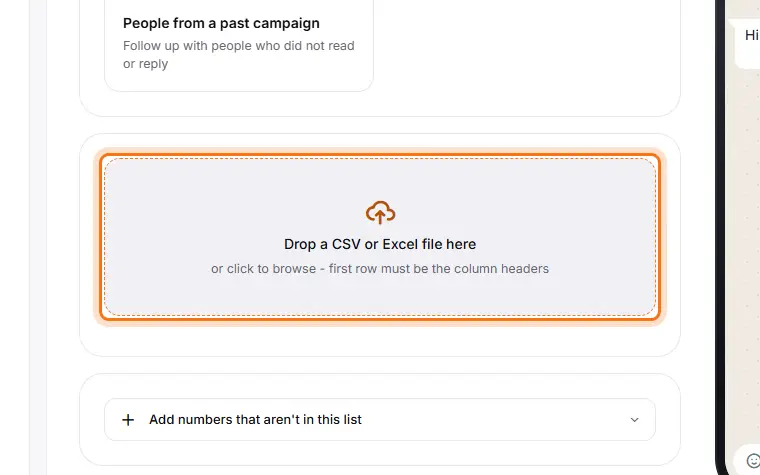 People from a past campaign
Follow up with people who did not read
or reply
Hi
Drop a CSV or Excel file here
or click to browse - first row must be the column headers
Add numbers that aren't in this list